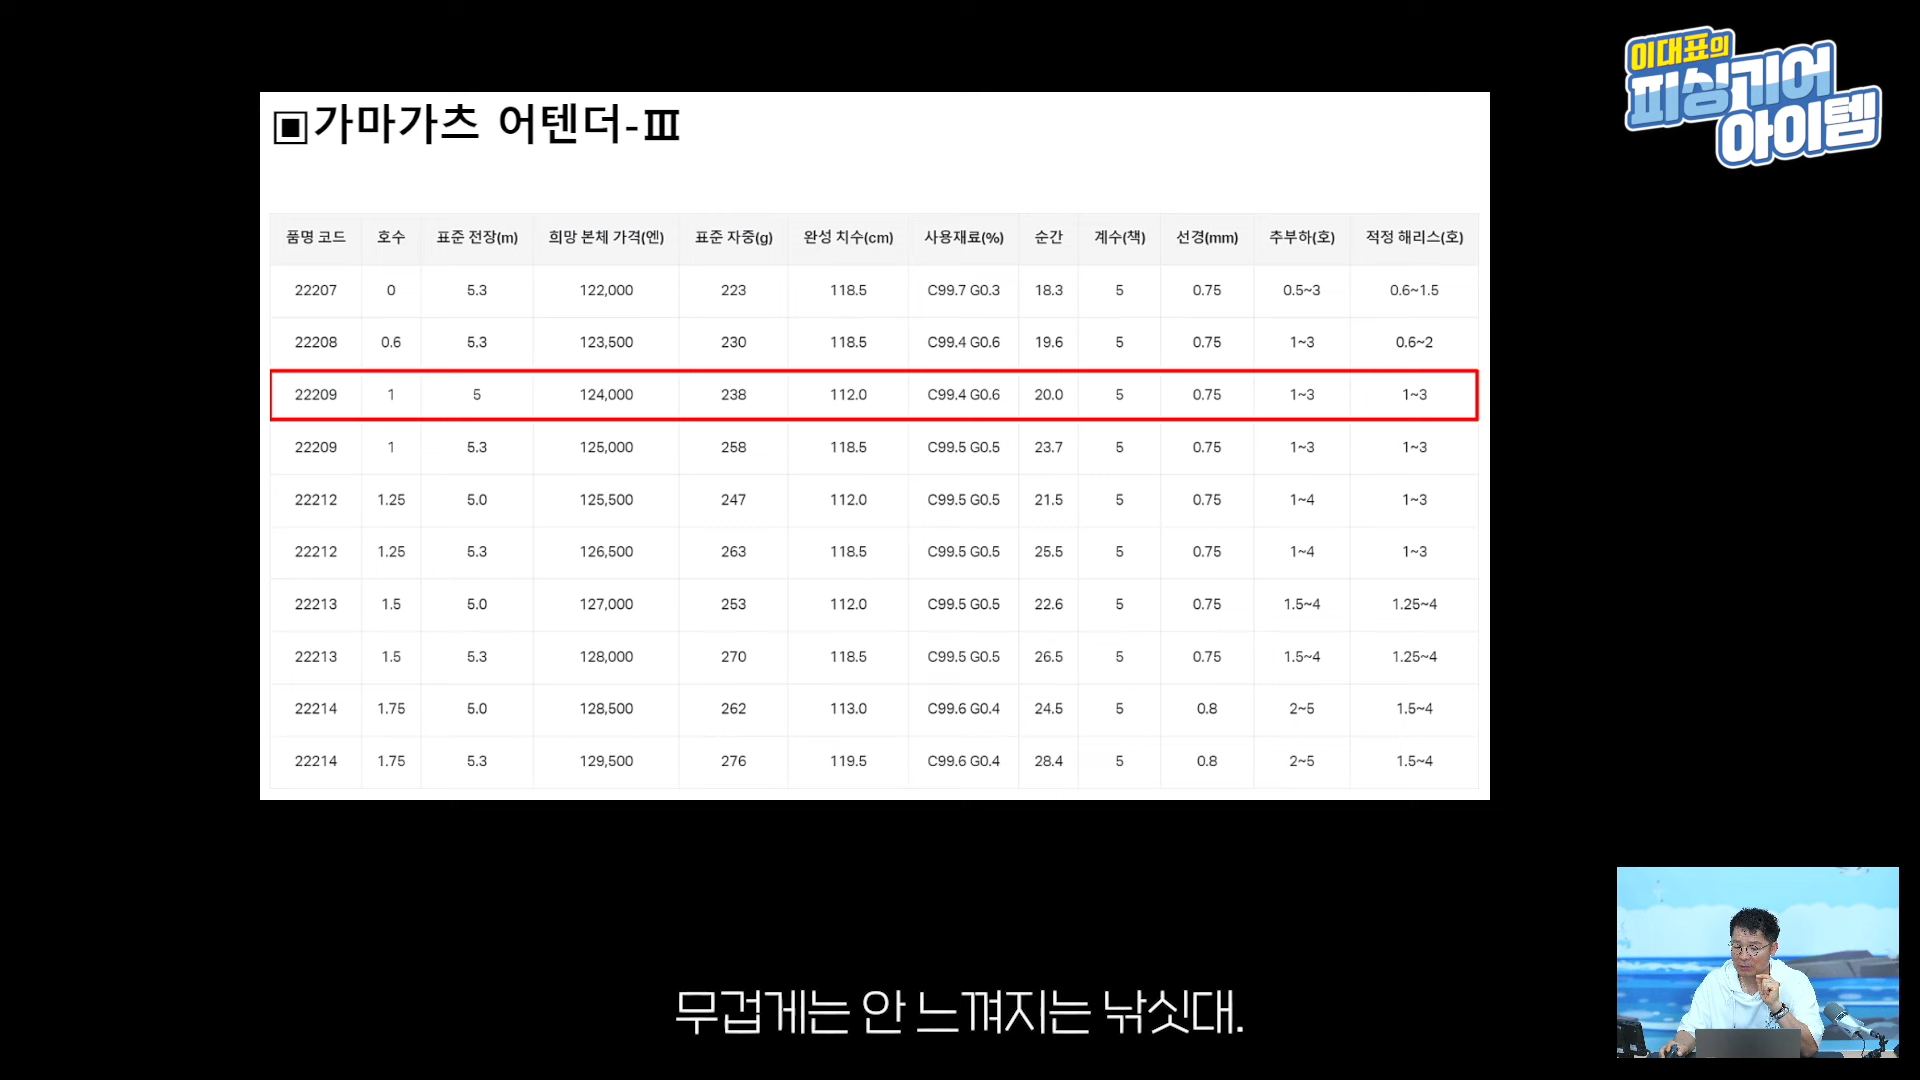 이대표의
피싱기어
아이템
▣가마가츠 어텐더-Ⅲ
품명 코드 호수 표준 전장(m) 희망 본체 가격(엔) 표준 자중(g) 완성 치수(cm) 사용재료(%) 순간 계수(책) 선경(mm) 추부하(호) 적정 해리스(호)
22207 0 5.3 122,000 223 118.5 C99.7 G0.3 18.3 5 0.75 0.5~3 0.6~1.5
22208 0.6 5.3 123,500 230 118.5 C99.4 G0.6 19.6 5 0.75 1~3 0.6~2
22209 1 5 124,000 238 112.0 C99.4 G0.6 20.0 5 0.75 1~3 1~3
22209 1 5.3 125,000 258 118.5 C99.5 G0.5 23.7 5 0.75 1~3 1~3
22212 1.25 5.0 125,500 247 112.0 C99.5 G0.5 21.5 5 0.75 1~4 1~3
22212 1.25 5.3 126,500 263 118.5 C99.5 G0.5 25.5 5 0.75 1~4 1~3
22213 1.5 5.0 127,000 253 112.0 C99.5 G0.5 22.6 5 0.75 1.5~4 1.25~4
22213 1.5 5.3 128,000 270 118.5 C99.5 G0.5 26.5 5 0.75 1.5~4 1.25~4
22214 1.75 5.0 128,500 262 113.0 C99.6 G0.4 24.5 5 0.8 2~5 1.5~4
22214 1.75 5.3 129,500 276 119.5 C99.6 G0.4 28.4 5 0.8 2~5 1.5~4
무겁게는 안 느껴지는 낚싯대.